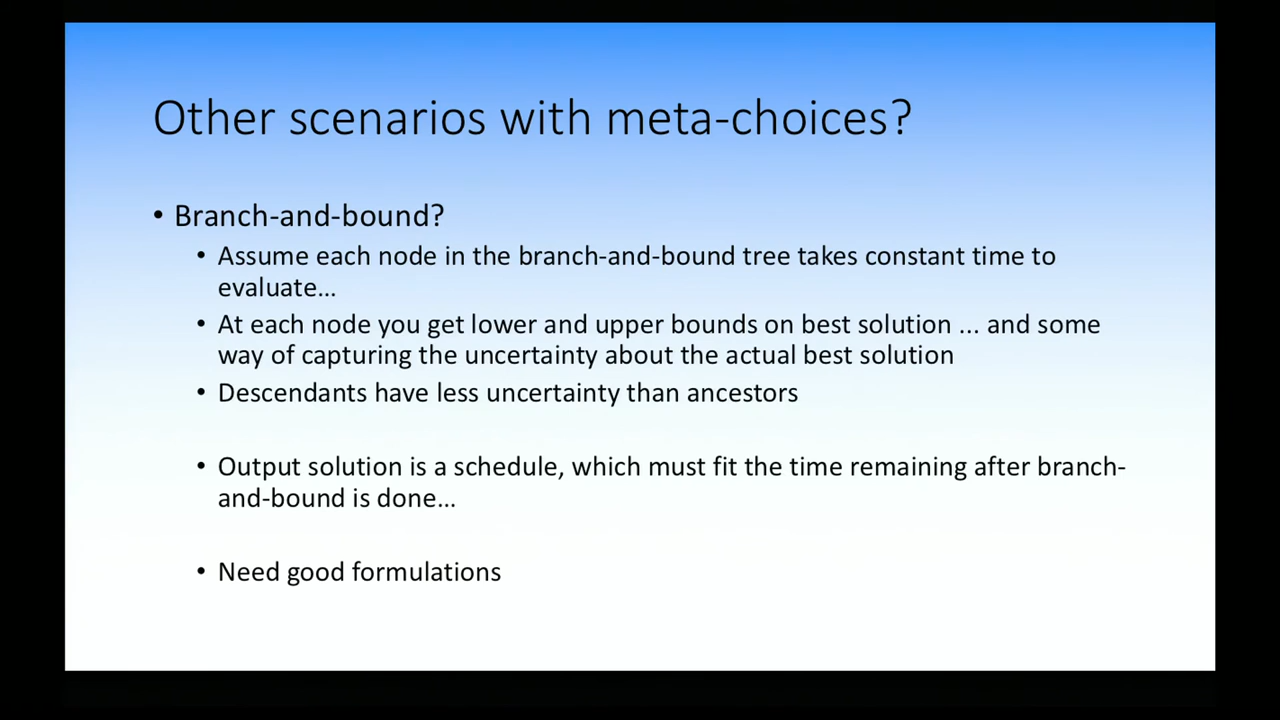 Other scenarios with meta-choices?
• Branch-and-bound?
• Assume each node in the branch-and-bound tree takes constant time to
evaluate…
• At each node you get lower and upper bounds on best solution ... and some
way of capturing the uncertainty about the actual best solution
• Descendants have less uncertainty than ancestors
• Output solution is a schedule, which must fit the time remaining after branch-
and-bound is done…
• Need good formulations